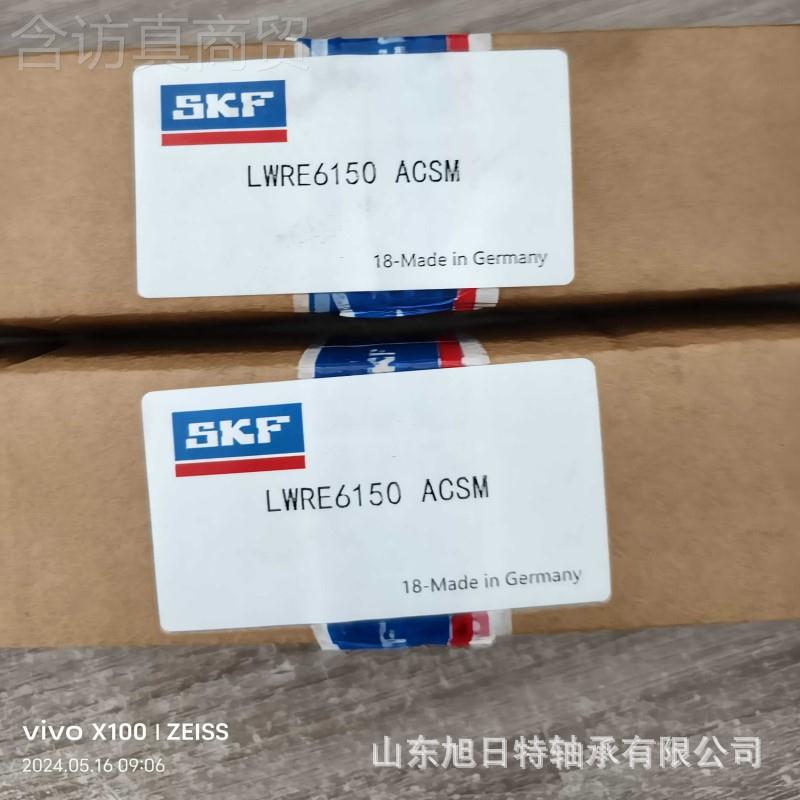 含访真商贸
SKF
LWRE6150 ACSM
18-Made in Germany
SKF
SKF
LWRE6150 ACSM
18-Made in Germany
vivo X100 | ZEISS
2024.05.16 09:06
山东旭日特轴承有限公司